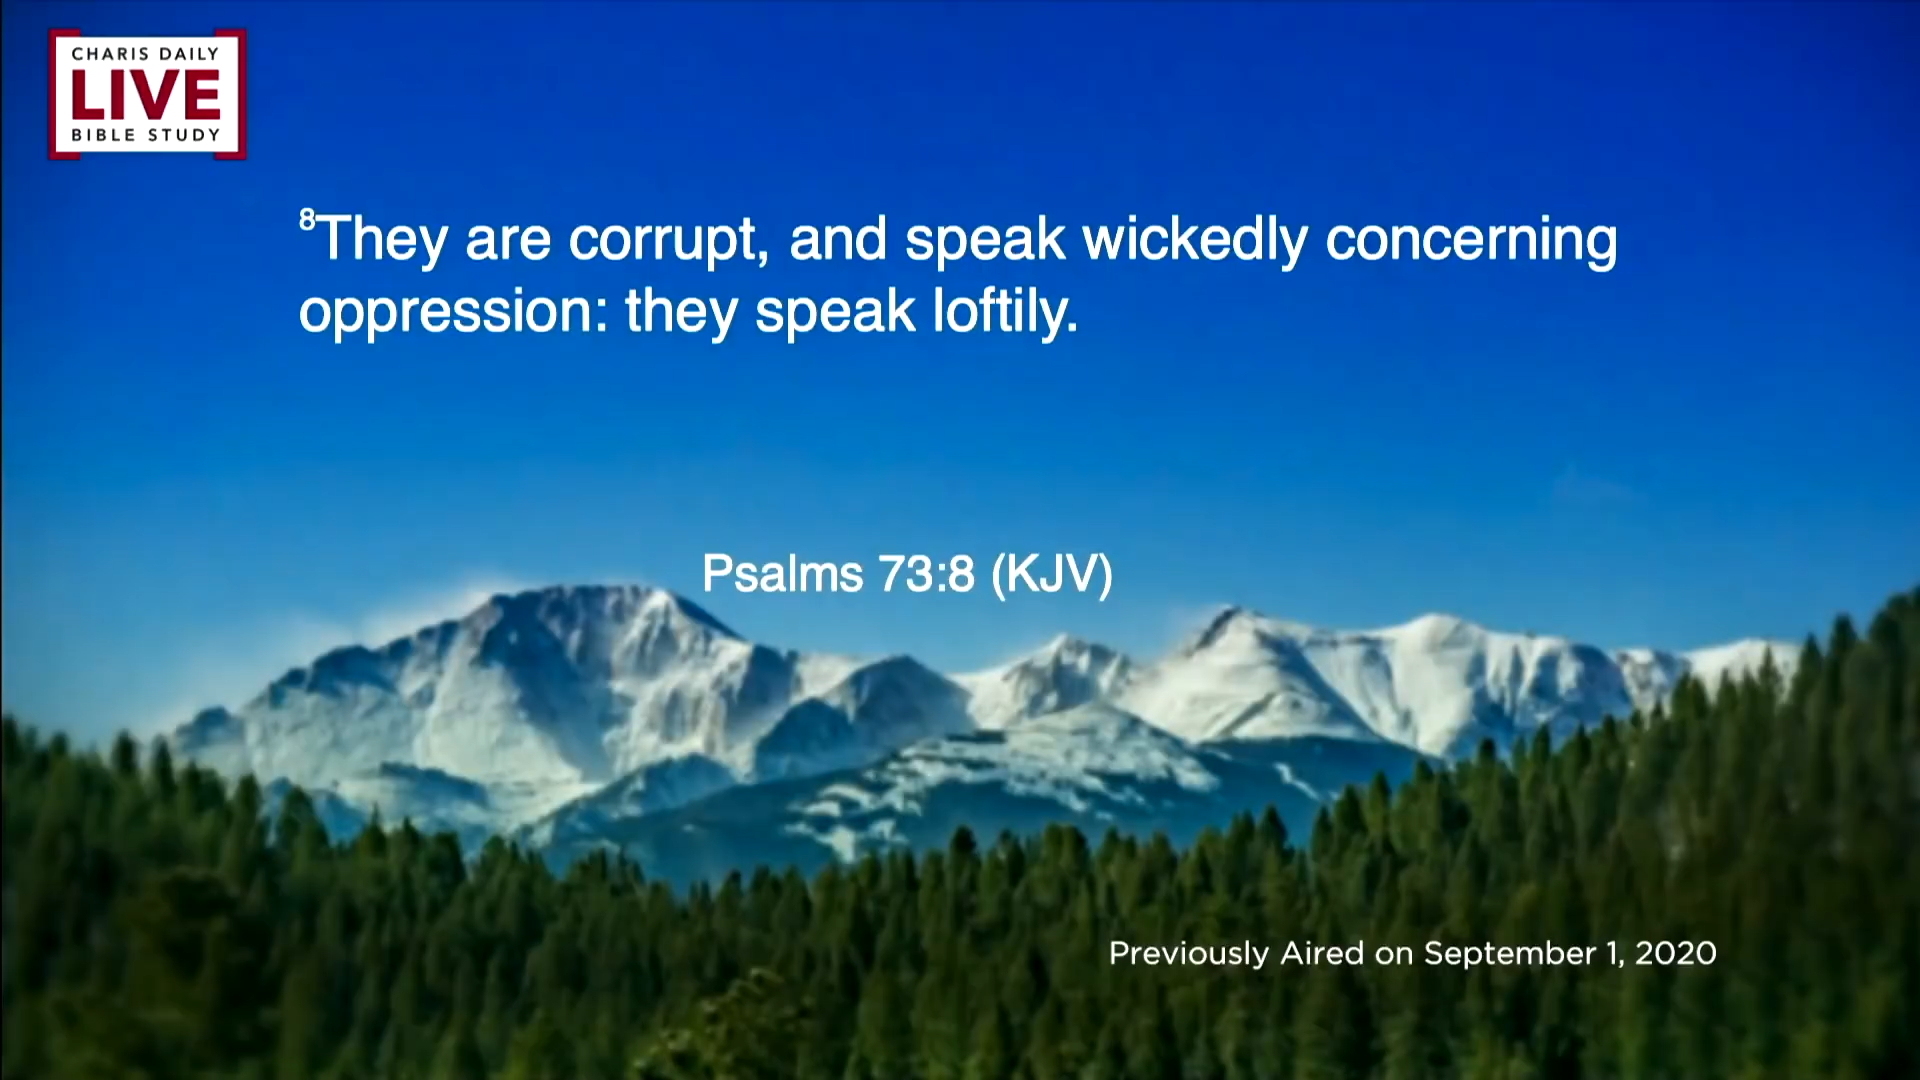 CHARIS DAILY
LIVE
BIBLE STUDY
⁸They are corrupt, and speak wickedly concerning
oppression: they speak loftily.
Psalms 73:8 (KJV)
Previously Aired on September 1, 2020